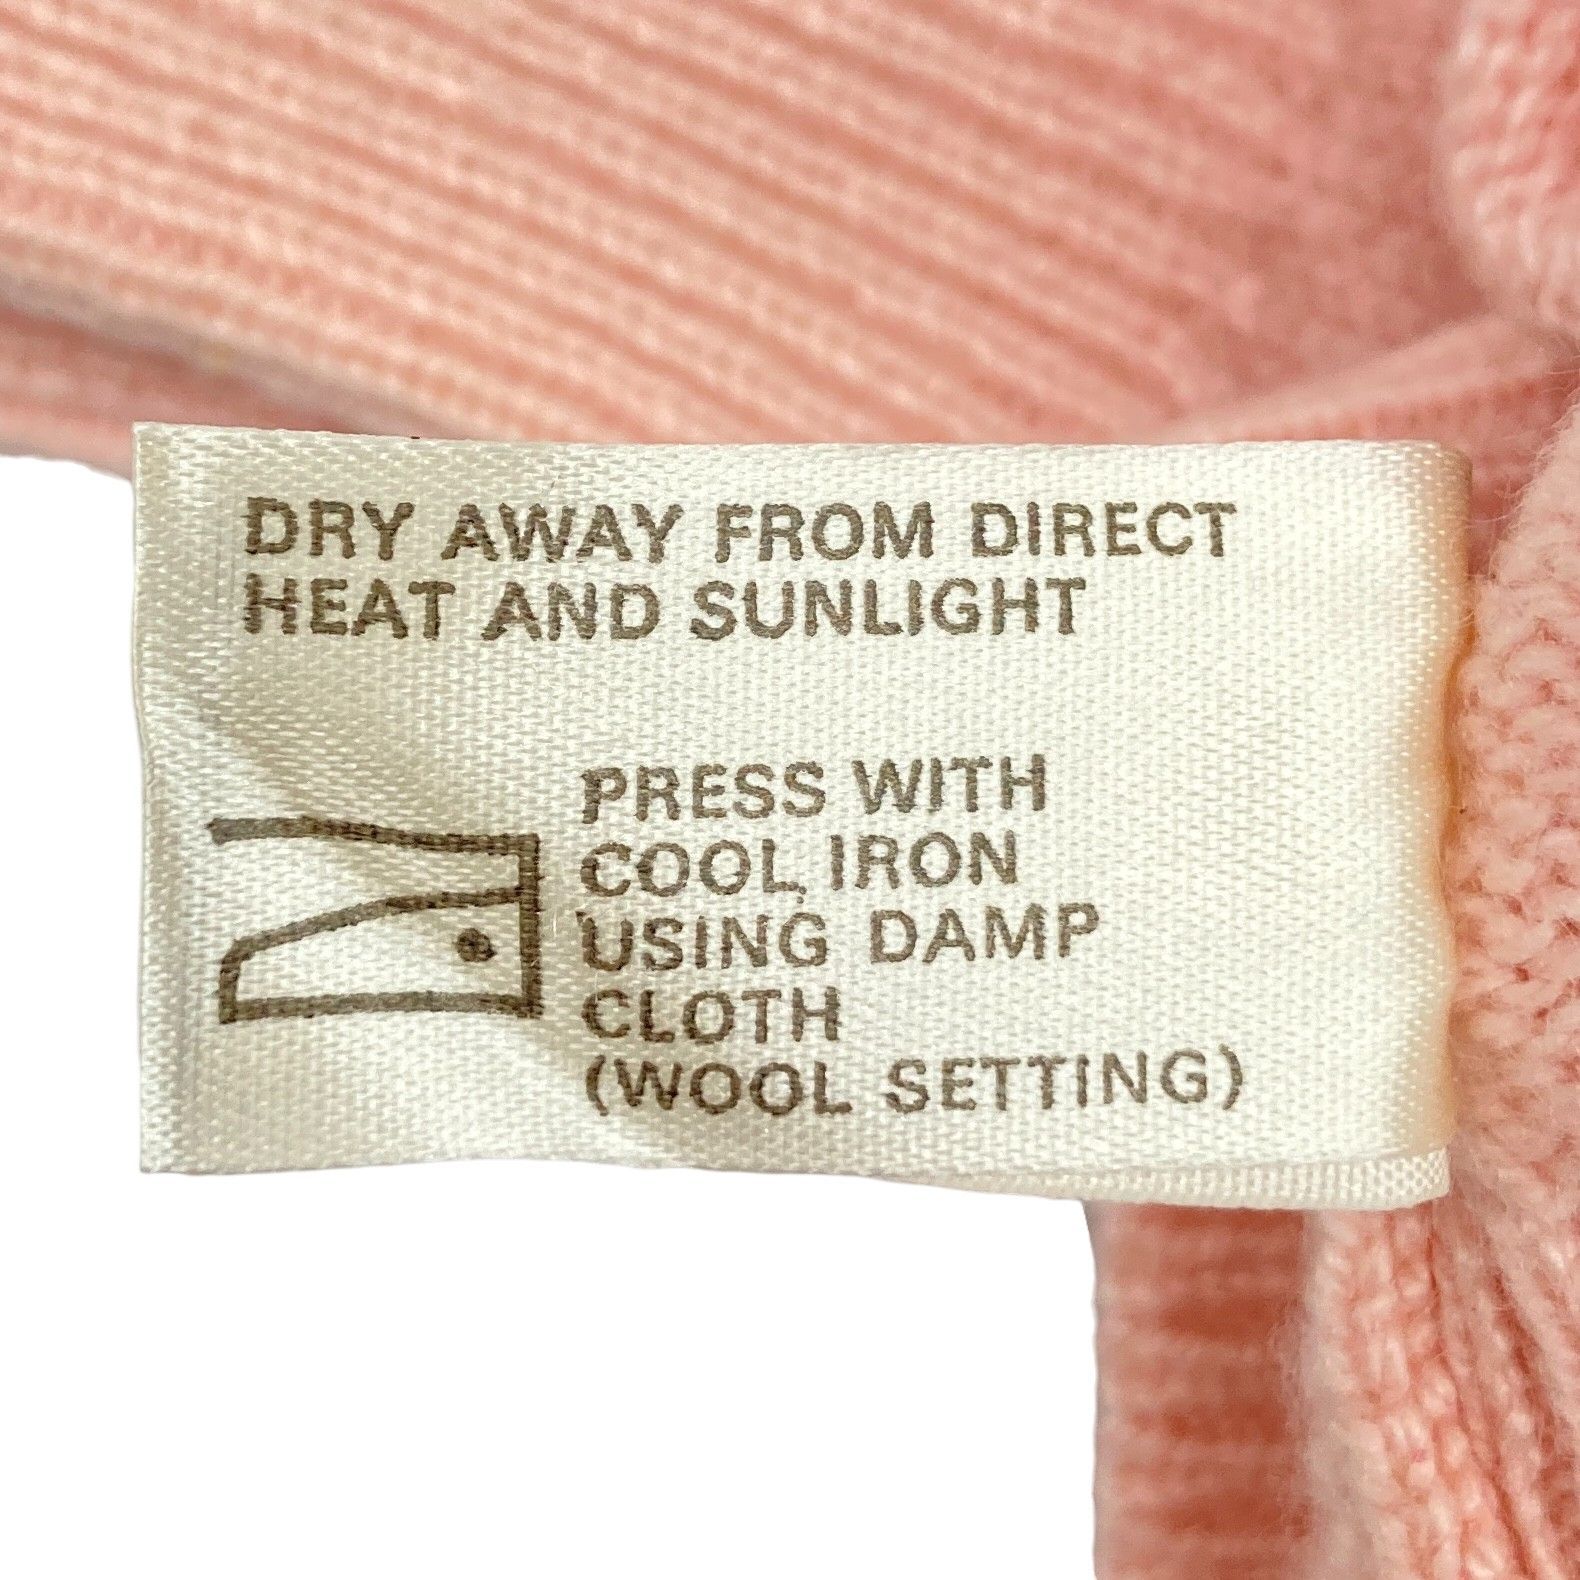 DRY AWAY FROM DIRECT
HEAT AND SUNLIGHT
PRESS WITH
COOL IRON
USING DAMP
CLOTH
(WOOL SETTING)